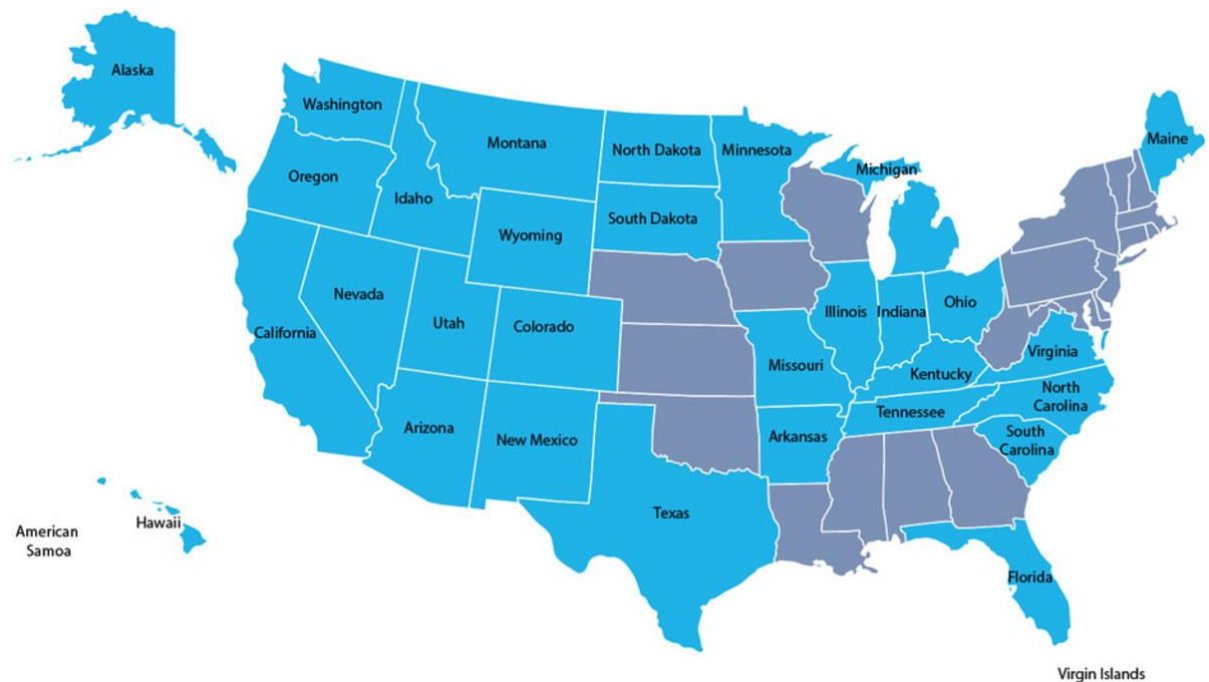 Alaska
Washington
Montana
North Dakota
Minnesota
Michigan
Maine
Oregon
Idaho
Wyoming
South Dakota
Nevada
Utah
Colorado
California
Illinois
Indiana
Ohio
Missouri
Kentucky
Virginia
Arizona
New Mexico
Arkansas
Tennessee
North
Carolina
South
Carolina
Texas
Florida
Hawaii
American
Samoa
Virgin Islands